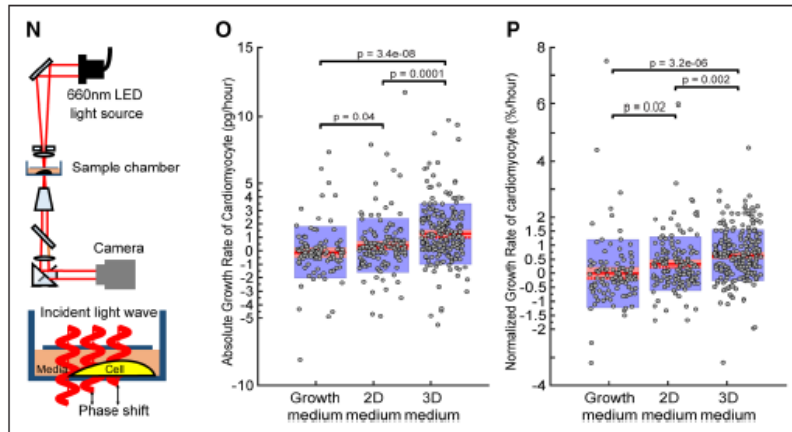 N
660nm LED
light source
Sample chamber
Camera
Incident light wave
Media
Cell
Phase shift
O
Absolute Growth Rate of Cardiomyocyte (pg/hour)
15
10
5
4
3
2
1
0
-1
-2
-3
-4
-5
-10
p = 3.4e-08
p = 0.0001
p = 0.04
Growth 2D 3D
medium medium medium
P
Normalized Growth Rate of cardiomyocyte (%/hour)
8
6
4
2
1.5
1
0.5
0
-0.5
-1
-1.5
-2
-4
p = 3.2e-06
p = 0.002
p = 0.02
Growth 2D 3D
medium medium medium